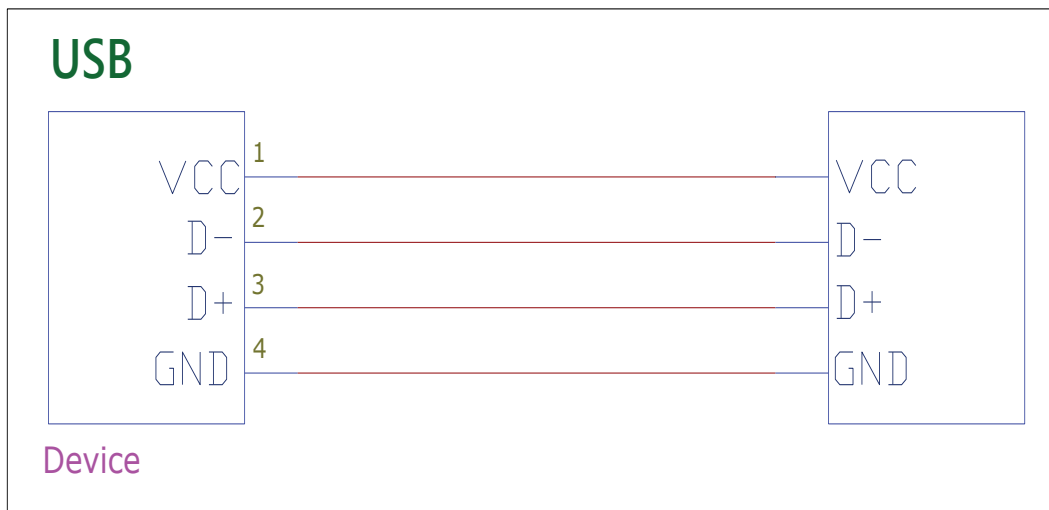 USB
VCC 1 VCC
D- 2 D-
D+ 3 D+
GND 4 GND
Device